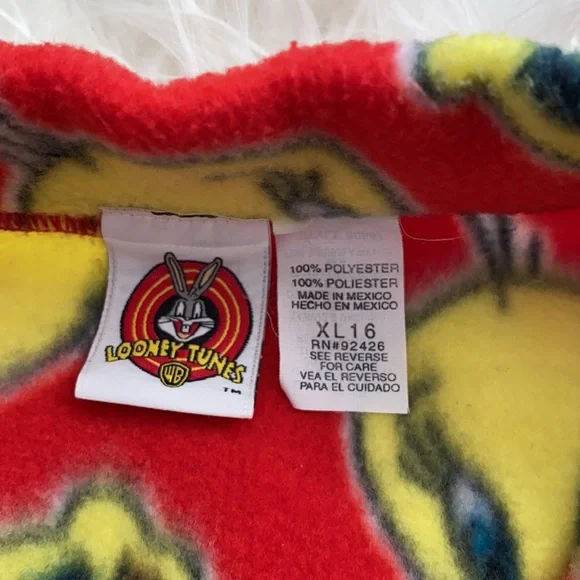 LOONEY TUNES
WB
TM
100% POLYESTER
100% POLIESTER
MADE IN MEXICO
HECHO EN MEXICO
XL16
RN#92426
SEE REVERSE
FOR CARE
VEA EL REVERSO
PARA EL CUIDADO